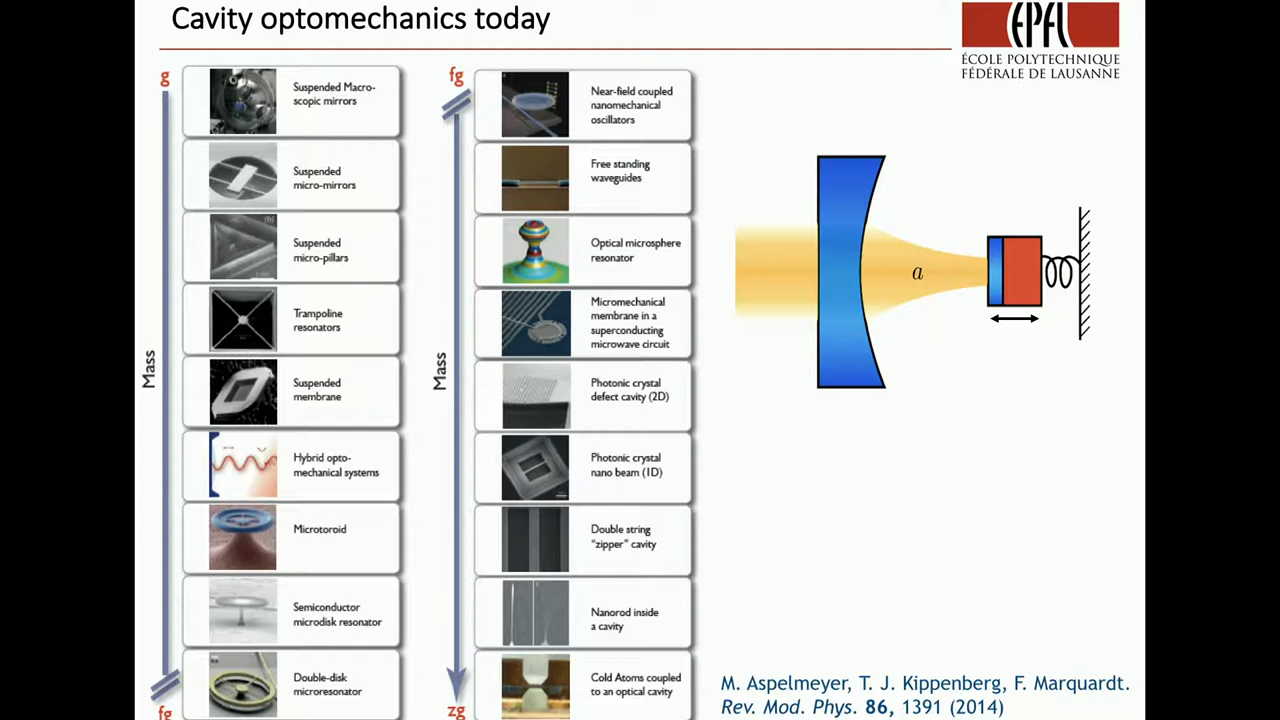 Cavity optomechanics today
EPFL
ÉCOLE POLYTECHNIQUE
FÉDÉRALE DE LAUSANNE
g
Mass
Suspended Macro-
scopic mirrors
Suspended
micro-mirrors
Suspended
micro-pillars
Trampoline
resonators
Suspended
membrane
Hybrid opto-
mechanical systems
Microtoroid
Semiconductor
microdisk resonator
Double-disk
microresonator
fg
fg
Mass
Near-field coupled
nanomechanical
oscillators
Free standing
waveguides
Optical microsphere
resonator
Micromechanical
membrane in a
superconducting
microwave circuit
Photonic crystal
defect cavity (2D)
Photonic crystal
nano beam (1D)
Double string
“zipper” cavity
Nanorod inside
a cavity
Cold Atoms coupled
to an optical cavity
zg
a
M. Aspelmeyer, T. J. Kippenberg, F. Marquardt.
Rev. Mod. Phys. 86, 1391 (2014)